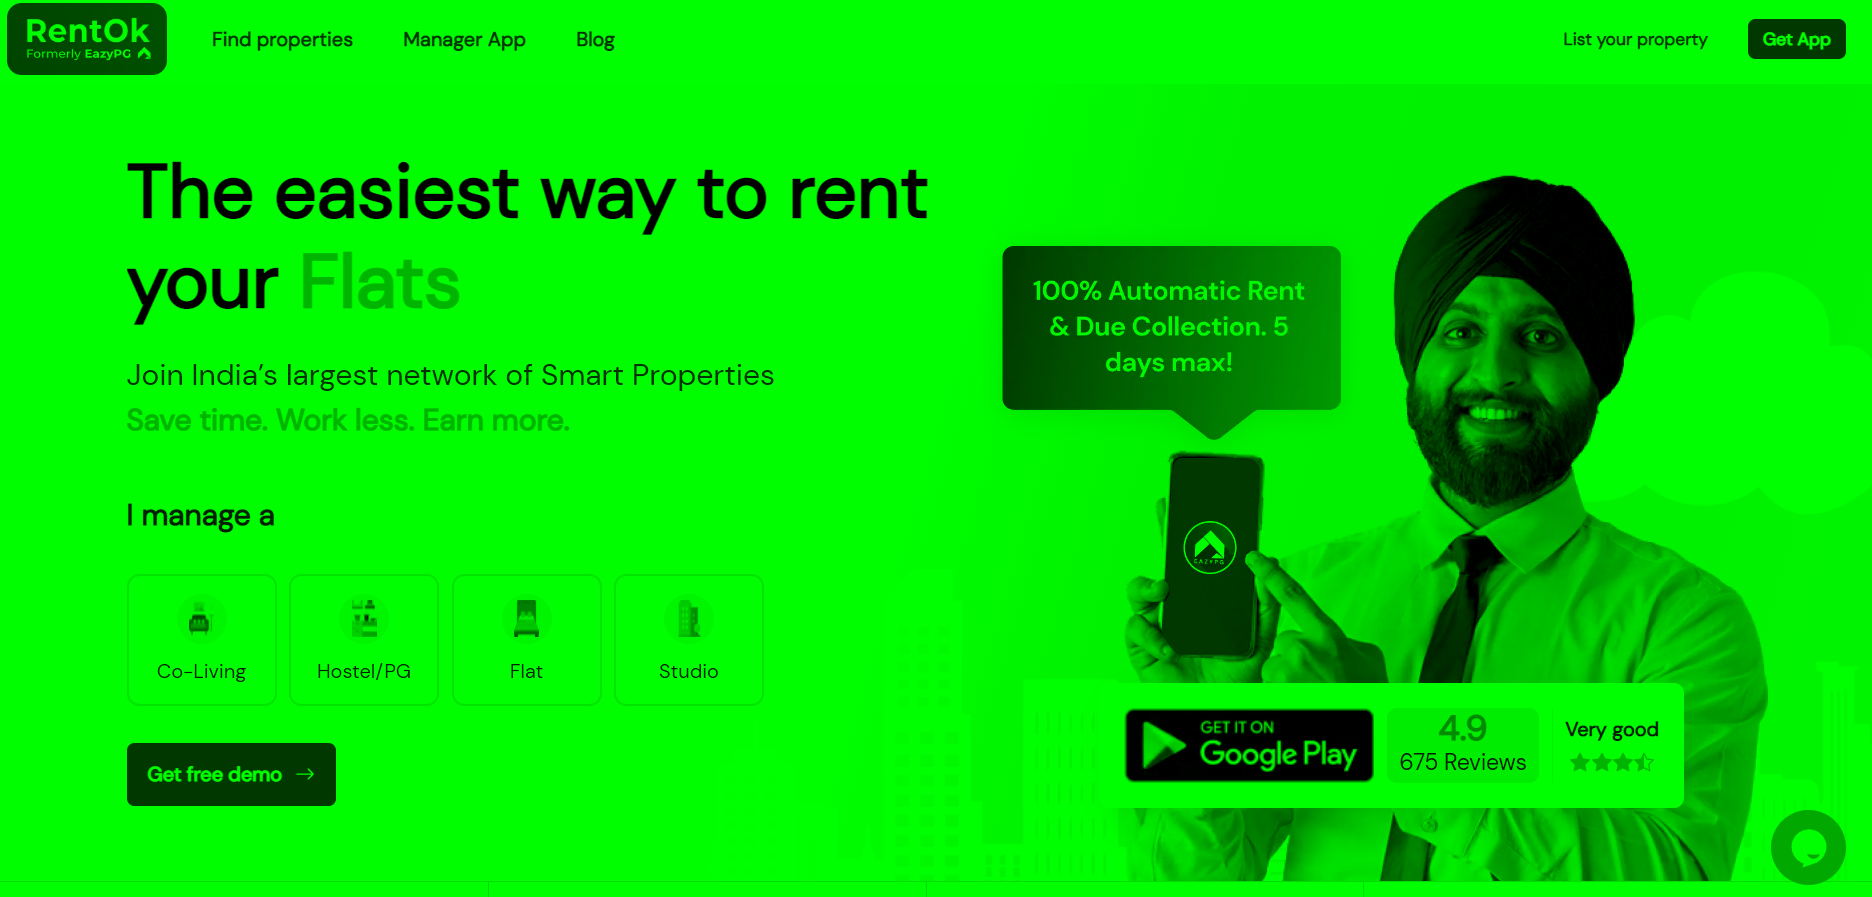 RentOk
Formerly EazyPG
Find properties
Manager App
Blog
List your property
Get App
The easiest way to rent
your Flats
Join India’s largest network of Smart Properties
Save time. Work less. Earn more.
I manage a
Co-Living
Hostel/PG
Flat
Studio
Get free demo
100% Automatic Rent
& Due Collection. 5
days max!
EAZYPG
GET IT ON
Google Play
4.9
675 Reviews
Very good